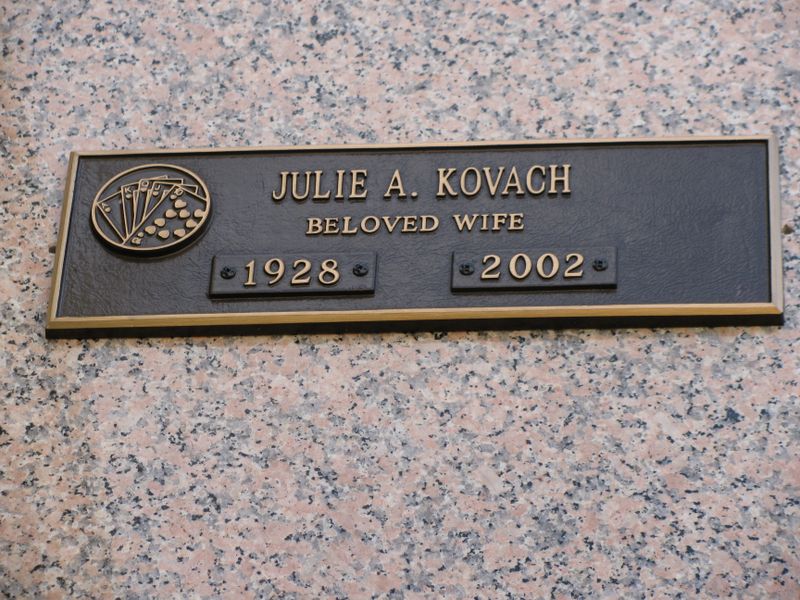 JULIE A. KOVACH
BELOVED WIFE
1928 2002